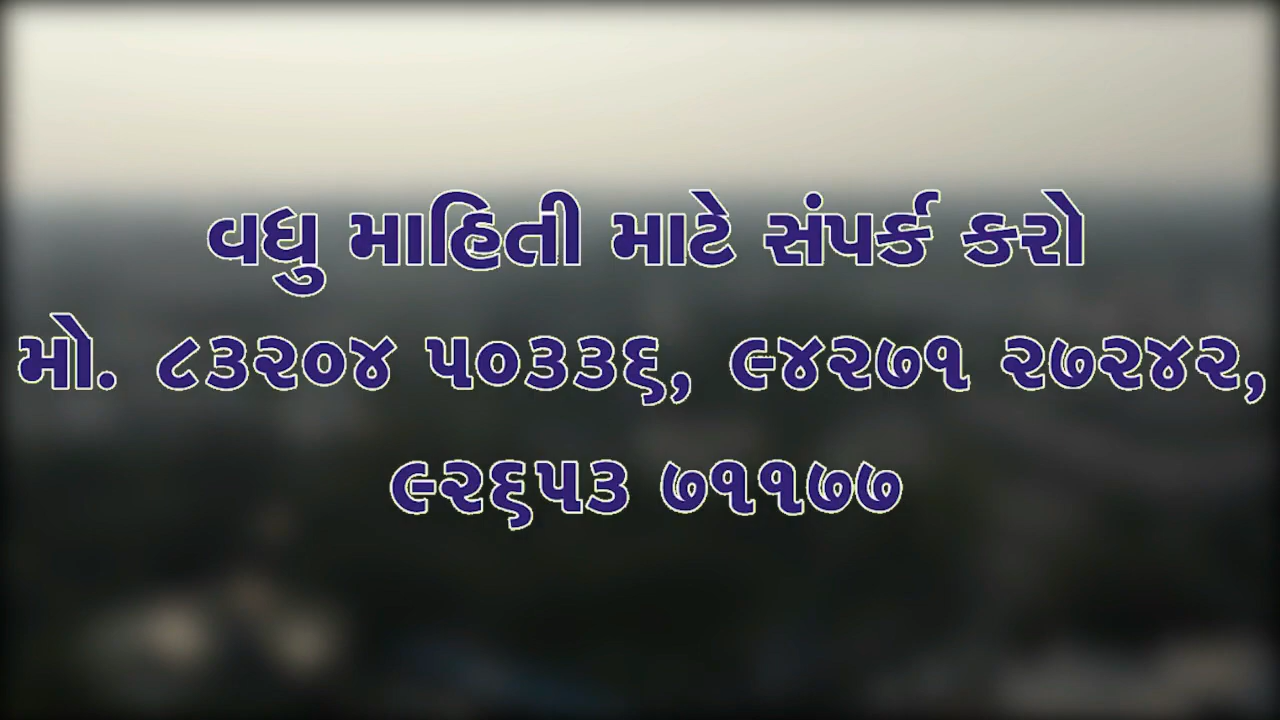 વધુ માહિતી માટે સંપર્ક કરો
મો. ૮૩૨૦૪ ૫૦૩૩૬, ૯૪૨૭૧ ૨૭૨૪૨,
૯૨૬૫૩ ૭૧૧૭૭